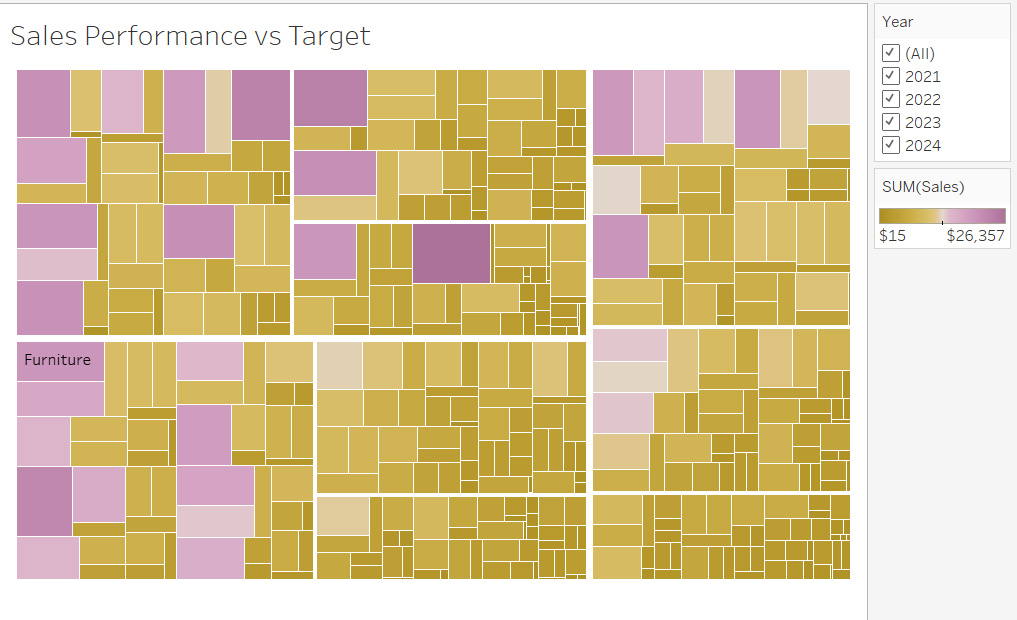 Sales Performance vs Target
Furniture
Year
(All)
2021
2022
2023
2024
SUM(Sales)
$15 $26,357